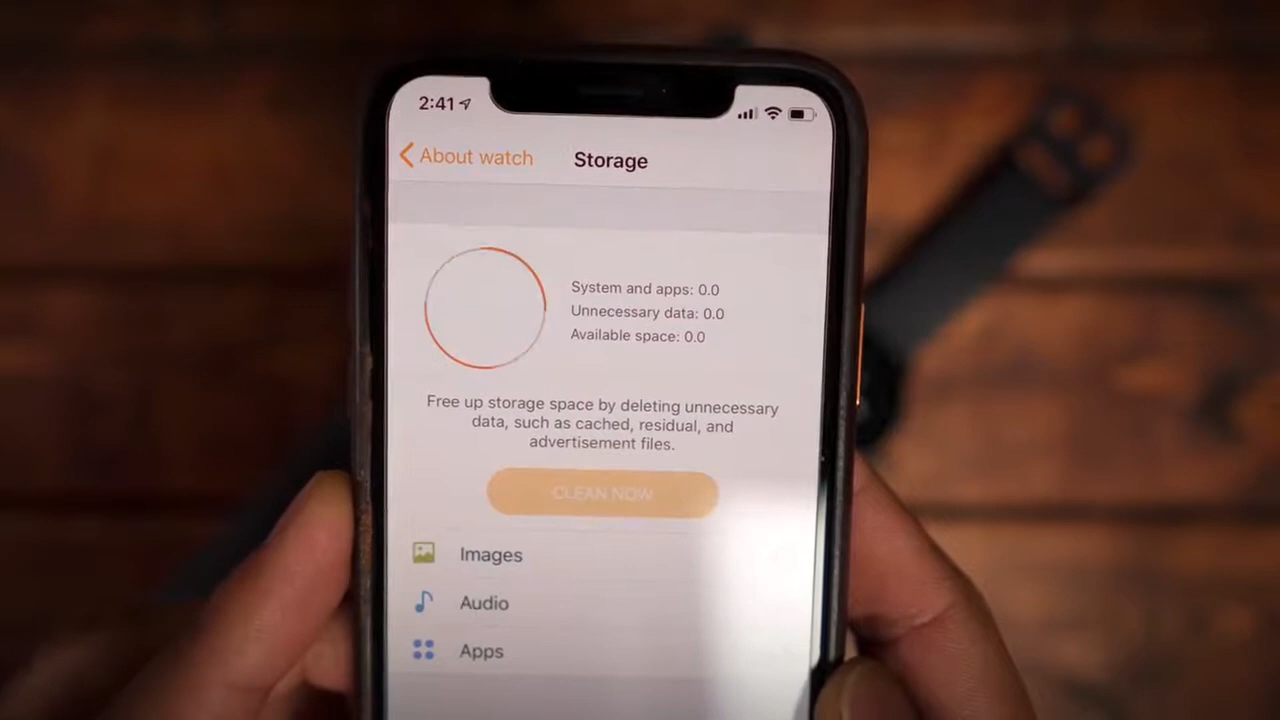 2:41
About watch
Storage
System and apps: 0.0
Unnecessary data: 0.0
Available space: 0.0
Free up storage space by deleting unnecessary
data, such as cached, residual, and
advertisement files.
CLEAN NOW
Images
Audio
Apps